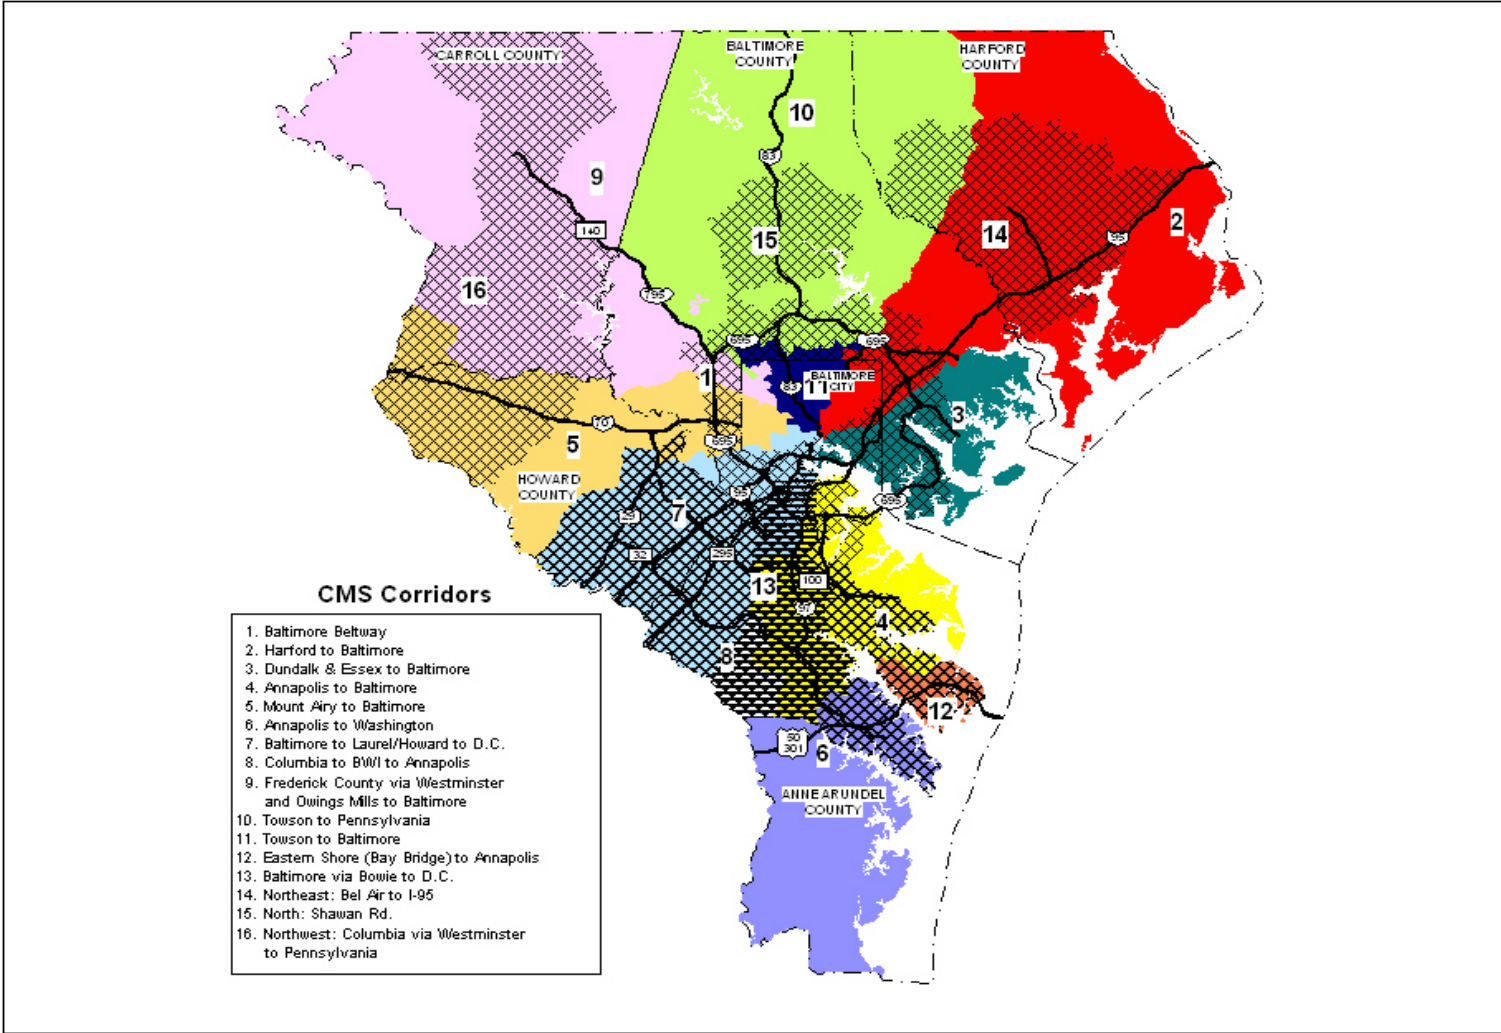 CARROLL COUNTY
BALTIMORE
COUNTY
HARFORD
COUNTY
10
83
9
2
140
15
14
95
16
795
695
695
1
83
11
BALTIMORE
CITY
3
70
5
695
HOWARD
COUNTY
95
695
7
29
32
295
13
100
97
4
8
12
50
301
6
ANNE ARUNDEL
COUNTY
CMS Corridors
1. Baltimore Beltway
2. Harford to Baltimore
3. Dundalk & Essex to Baltimore
4. Annapolis to Baltimore
5. Mount Airy to Baltimore
6. Annapolis to Washington
7. Baltimore to Laurel/Howard to D.C.
8. Columbia to BWI to Annapolis
9. Frederick County via Westminster
and Owings Mills to Baltimore
10. Towson to Pennsylvania
11. Towson to Baltimore
12. Eastern Shore (Bay Bridge) to Annapolis
13. Baltimore via Bowie to D.C.
14. Northeast: Bel Air to I-95
15. North: Shawan Rd.
16. Northwest: Columbia via Westminster
to Pennsylvania